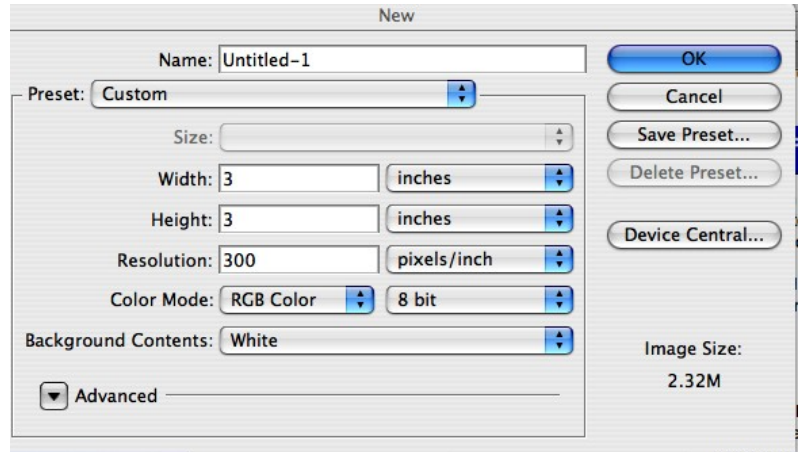 New
Name: Untitled-1
OK
Preset: Custom
Cancel
Size:
Save Preset...
Width: 3 inches
Delete Preset...
Height: 3 inches
Device Central...
Resolution: 300 pixels/inch
Color Mode: RGB Color 8 bit
Background Contents: White
Image Size:
2.32M
Advanced